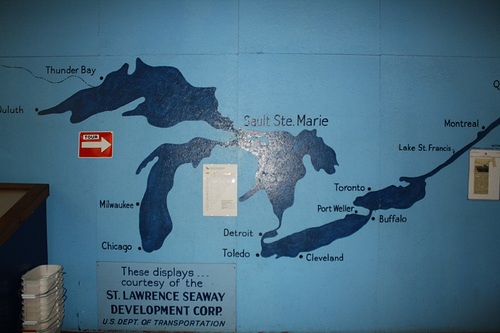 Thunder Bay
Duluth
TOUR
Sault Ste. Marie
Montreal
Lake St. Francis
Toronto
Milwaukee
Port Weller
Buffalo
Detroit
Chicago
Toledo
Cleveland
These displays...
courtesy of the
ST. LAWRENCE SEAWAY
DEVELOPMENT CORP.
U.S. DEPT OF TRANSPORTATION